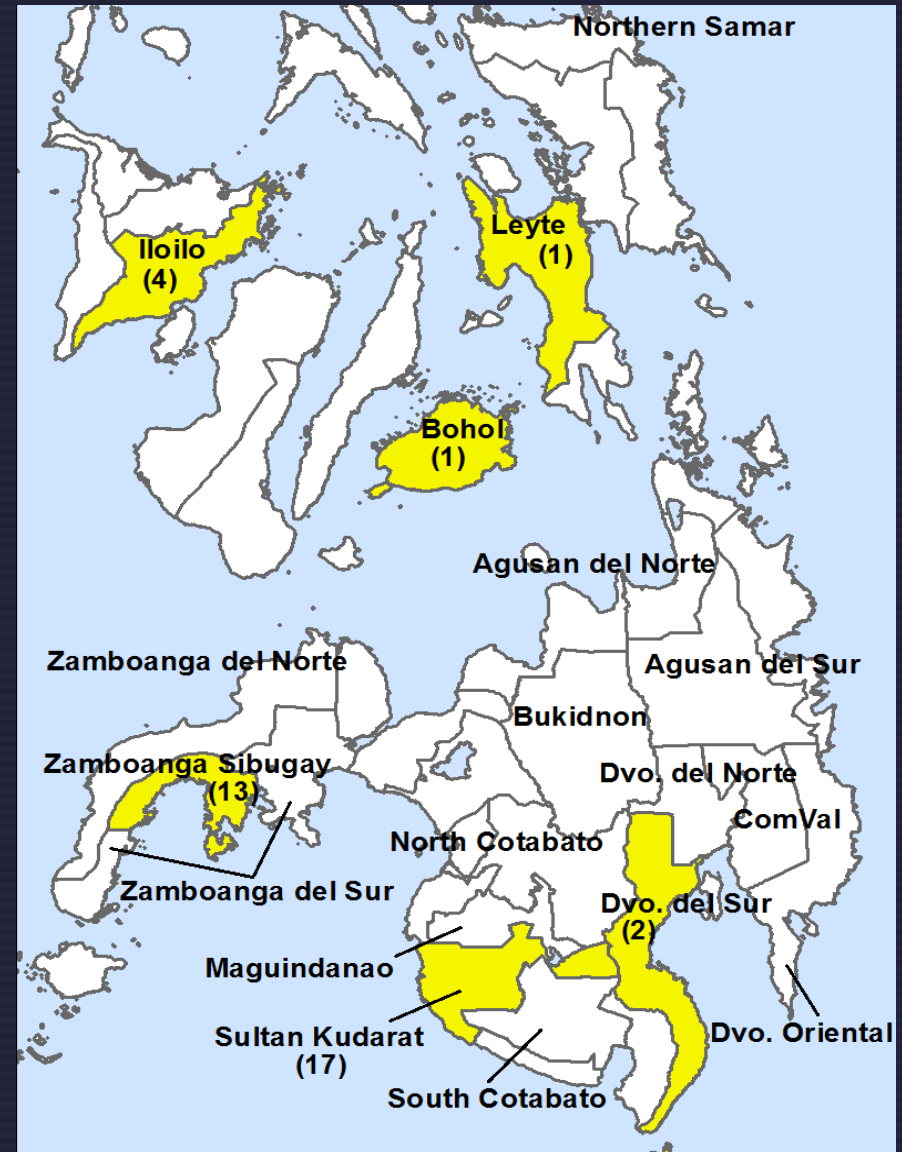 Northern Samar
Leyte
(1)
Iloilo
(4)
Bohol
(1)
Agusan del Norte
Zamboanga del Norte
Agusan del Sur
Bukidnon
Zamboanga Sibugay
(13)
Dvo. del Norte
ComVal
North Cotabato
Zamboanga del Sur
Dvo. del Sur
(2)
Maguindanao
Sultan Kudarat
(17)
Dvo. Oriental
South Cotabato